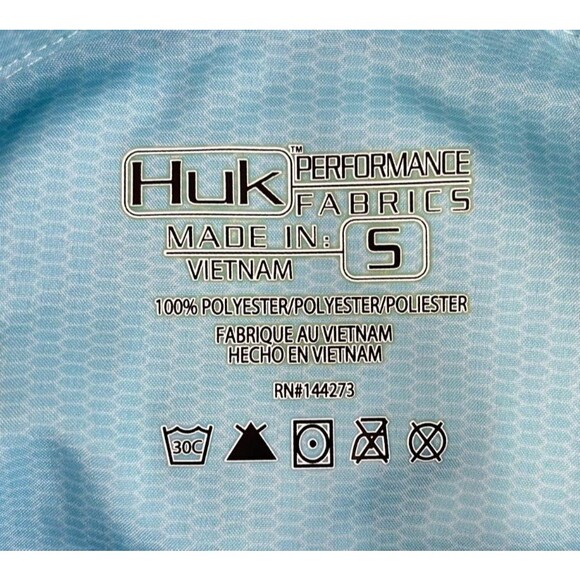 Huk™ PERFORMANCE
FABRICS
MADE IN: S
VIETNAM
100% POLYESTER/POLYESTER/POLIESTER
FABRIQUE AU VIETNAM
HECHO EN VIETNAM
RN#144273
30C